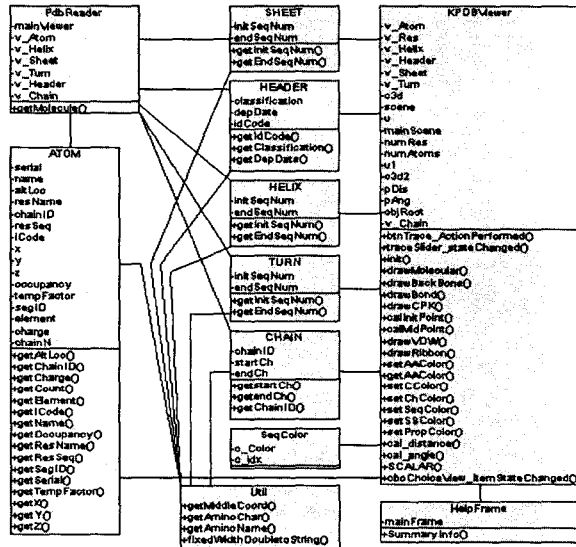 PdbReader
-mainViewer
-v_Atom
-v_Helix
-v_Sheet
-v_Turn
-v_Header
-v_Chain
+getMolecule()
ATOM
-serial
-name
-altLoc
-resName
-chainID
-resSeq
-iCode
-x
-y
-z
-occupancy
-tempFactor
-segID
-element
-charge
-chainN
+getAltLoc()
+getChainID()
+getCharge()
+getCount()
+getElement()
+getICode()
+getName()
+getOccupancy()
+getResName()
+getResSeq()
+getSegID()
+getSerial()
+getTempFactor()
+getX()
+getY()
+getZ()
SHEET
-initSeqNum
-endSeqNum
+getInitSeqNum()
+getEndSeqNum()
HEADER
-classification
-depDate
-idCode
+getIdCode()
+getClassification()
+getDepDate()
HELIX
-initSeqNum
-endSeqNum
+getInitSeqNum()
+getEndSeqNum()
TURN
-initSeqNum
-endSeqNum
+getInitSeqNum()
+getEndSeqNum()
CHAIN
-chainID
-startCh
-endCh
+getstartCh()
+getendCh()
+getChainID()
SeqColor
-c_Color
-c_idx
Util
+getMiddleCoord()
+getAminoChar()
+getAminoName()
+fixedWidthDoubletoString()
KPDBViewer
-v_Atom
-v_Res
-v_Helix
-v_Header
-v_Sheet
-v_Turn
-c3d
-scene
-u
-mainScene
-numRes
-numAtoms
-u1
-c3d2
-pDis
-pAng
-objRoot
-v_Chain
+btnTrace_ActionPerformed()
+traceSlider_stateChanged()
+init()
+drawMolecular()
+drawBackBone()
+drawBond()
+drawCPK()
+calInitPoint()
+calMidPoint()
+drawVDW()
+drawRibbon()
+setAAColor()
+getAAColor()
+setCColor()
+setChColor()
+setSeqColor()
+setSSColor()
+setPropColor()
+cal_distance()
+cal_angle()
+SCALAR()
+cboChoiceView_itemStateChanged()
HelpFrame
-mainFrame
+SummaryInfo()